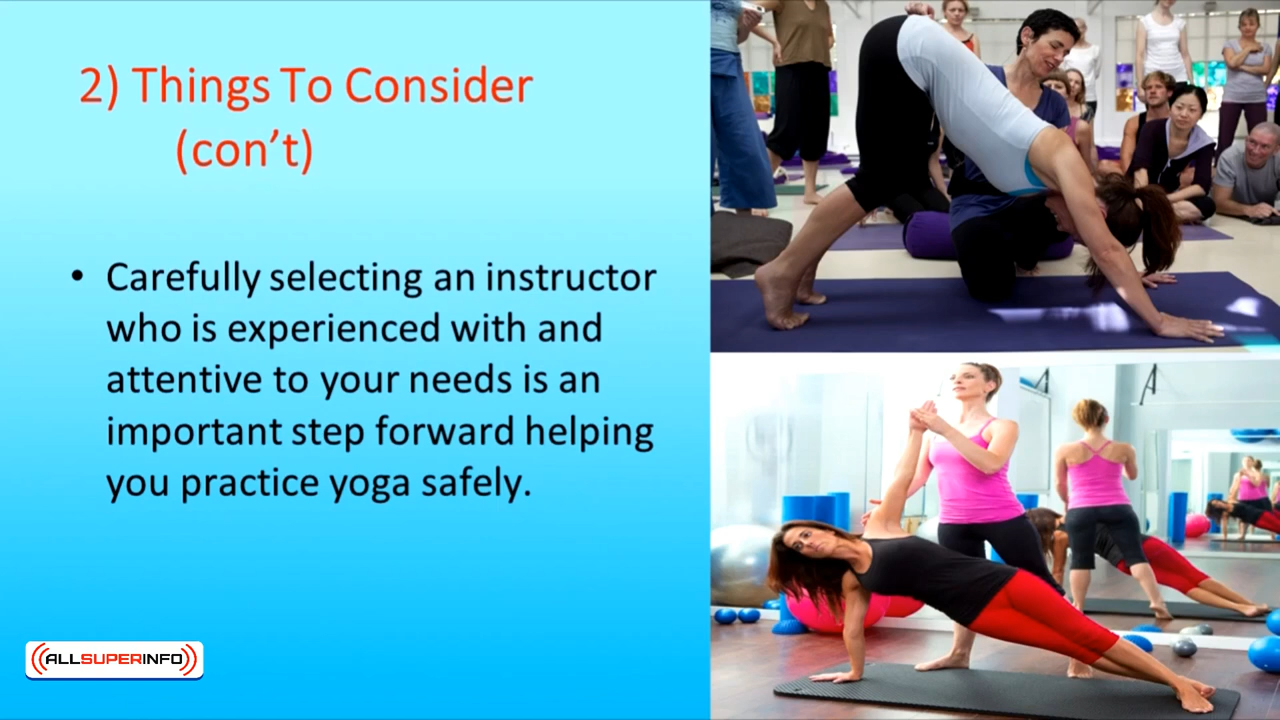 2) Things To Consider
(con’t)
• Carefully selecting an instructor
who is experienced with and
attentive to your needs is an
important step forward helping
you practice yoga safely.
ALLSUPERINFO